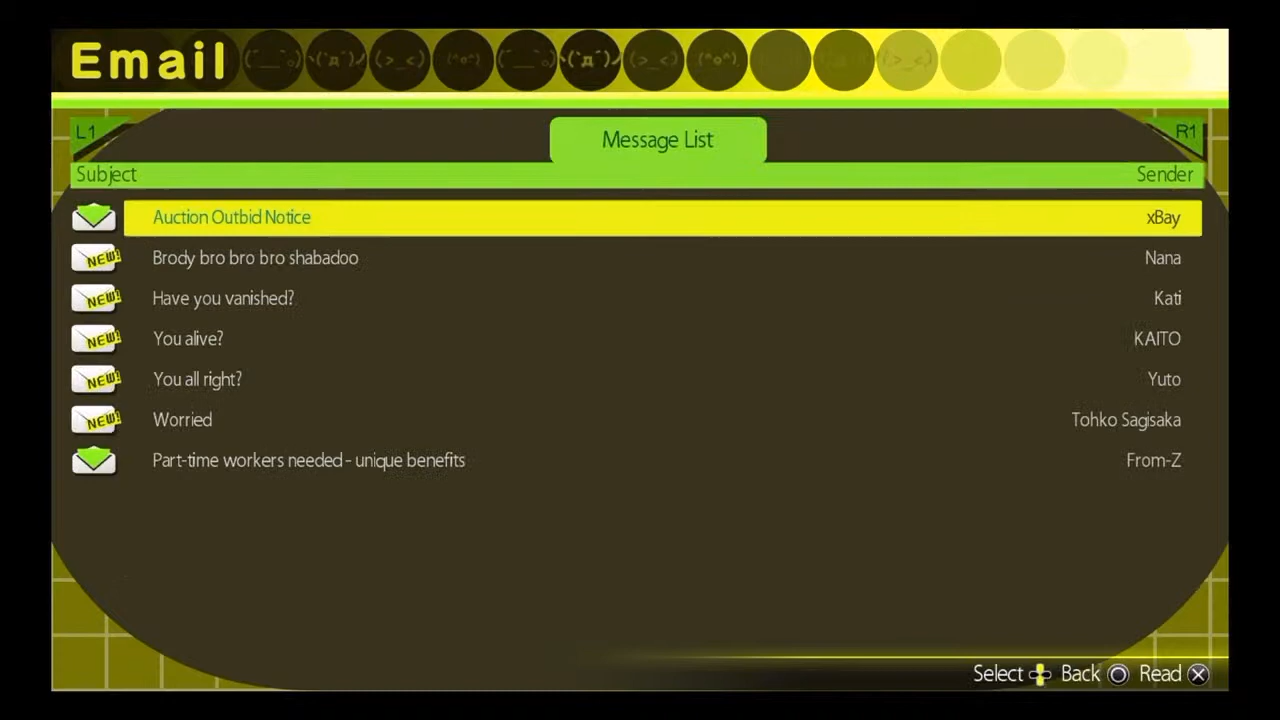 Email
L1
Message List
R1
Subject Sender
Auction Outbid Notice xBay
NEW! Brody bro bro bro shabadoo Nana
NEW! Have you vanished? Kati
NEW! You alive? KAITO
NEW! You all right? Yuto
NEW! Worried Tohko Sagisaka
Part-time workers needed - unique benefits From-Z
Select Back Read